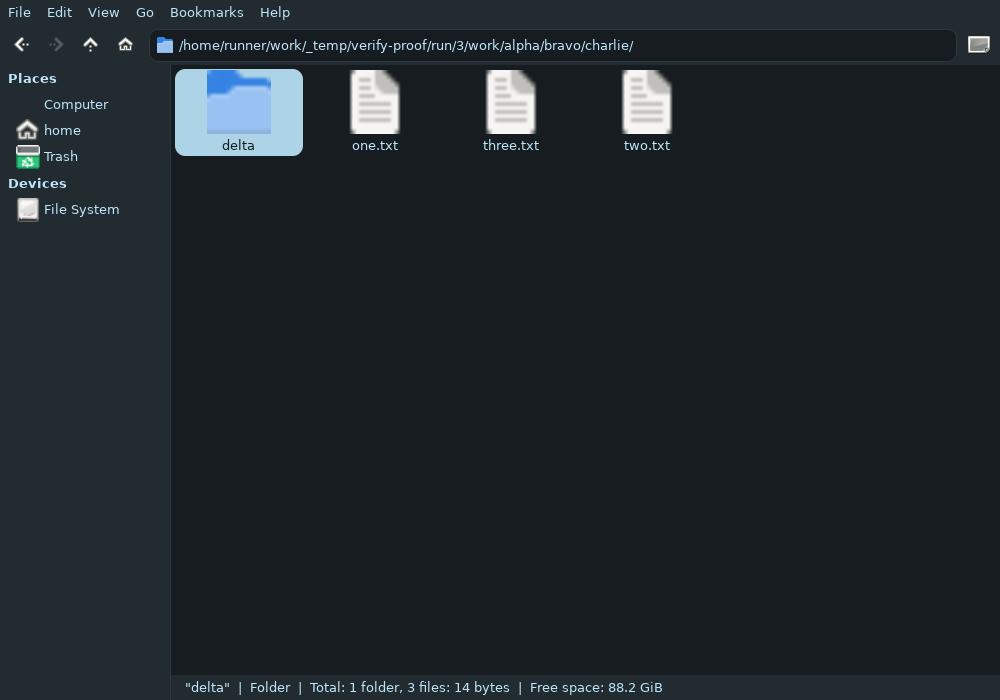 File Edit View Go Bookmarks Help
/home/runner/work/_temp/verify-proof/run/3/work/alpha/bravo/charlie/
Places
Computer
home
Trash
Devices
File System
delta one.txt three.txt two.txt
"delta" | Folder | Total: 1 folder, 3 files: 14 bytes | Free space: 88.2 GiB